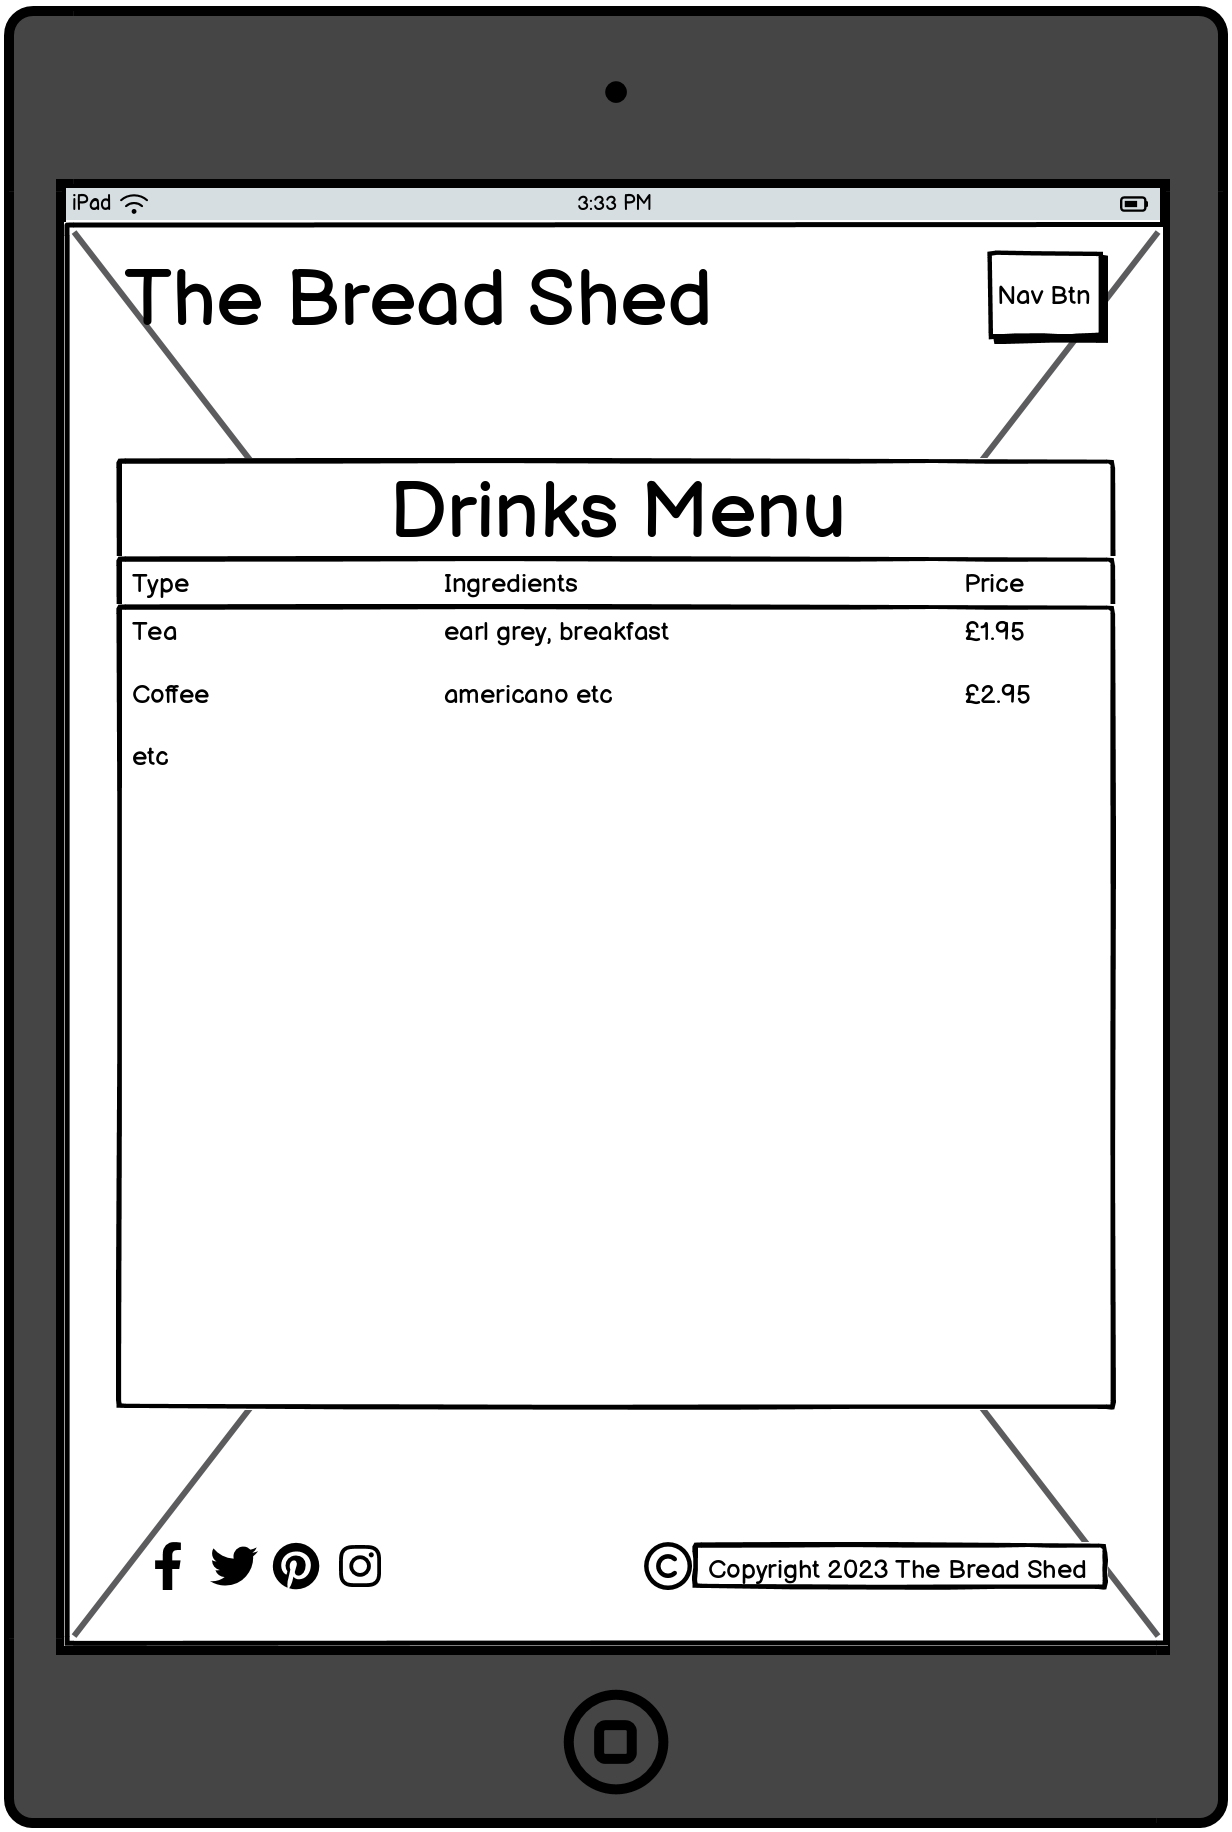 iPad 3:33 PM
The Bread Shed
Nav Btn
Drinks Menu
Type Ingredients Price
Tea earl grey, breakfast £1.95
Coffee americano etc £2.95
etc
© Copyright 2023 The Bread Shed